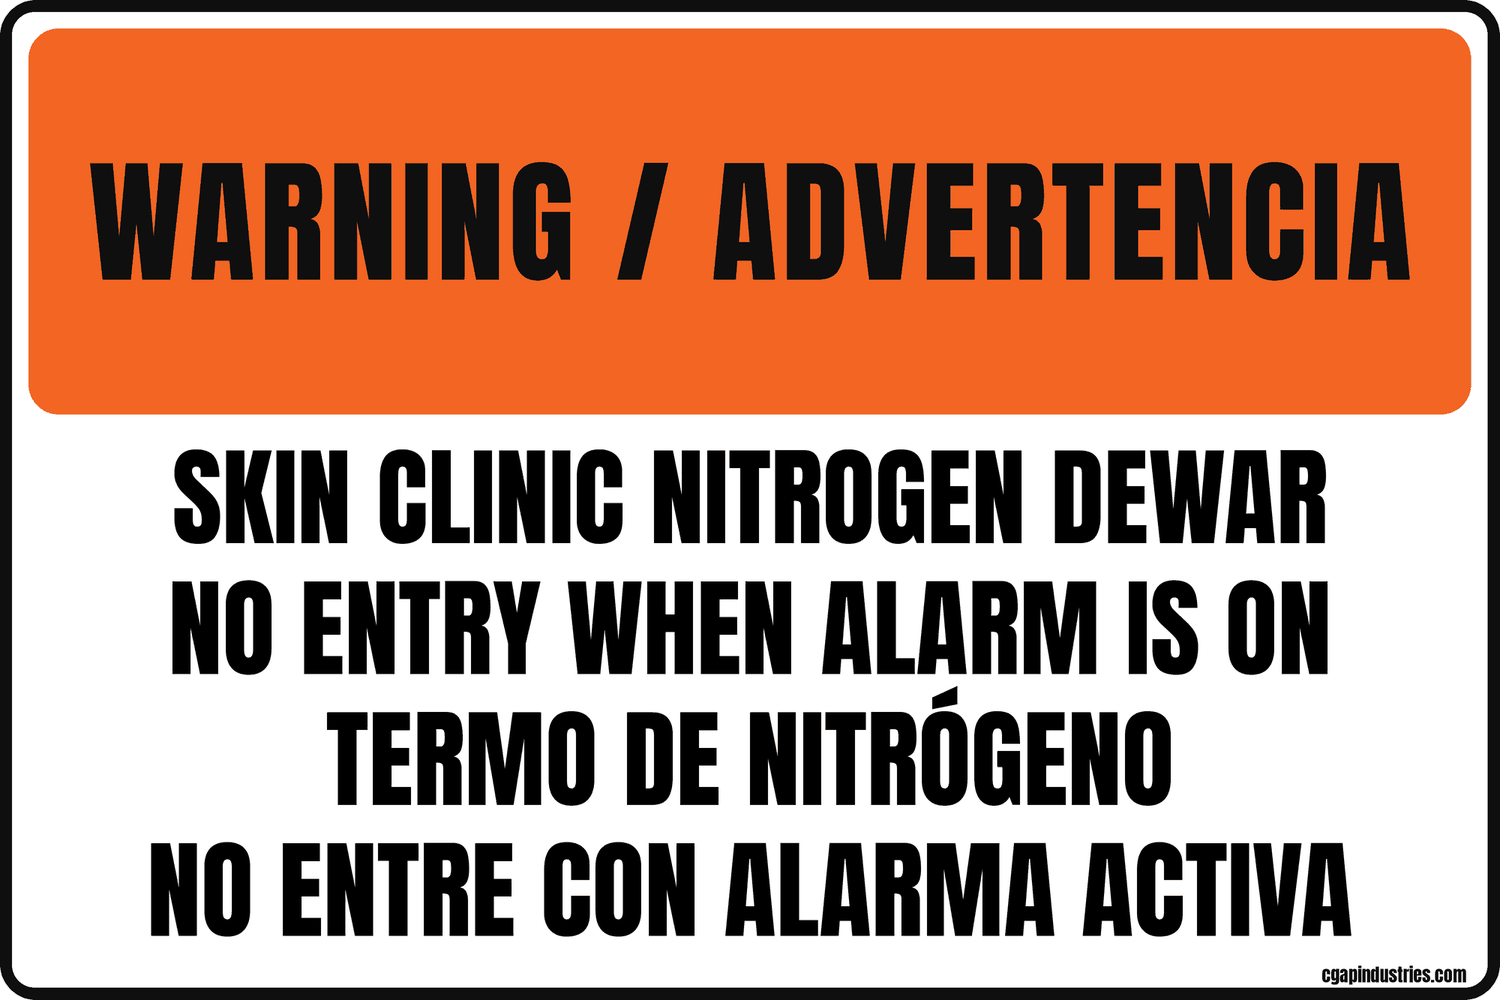 WARNING / ADVERTENCIA
SKIN CLINIC NITROGEN DEWAR
NO ENTRY WHEN ALARM IS ON
TERMO DE NITRÓGENO
NO ENTRE CON ALARMA ACTIVA
cgapindustries.com